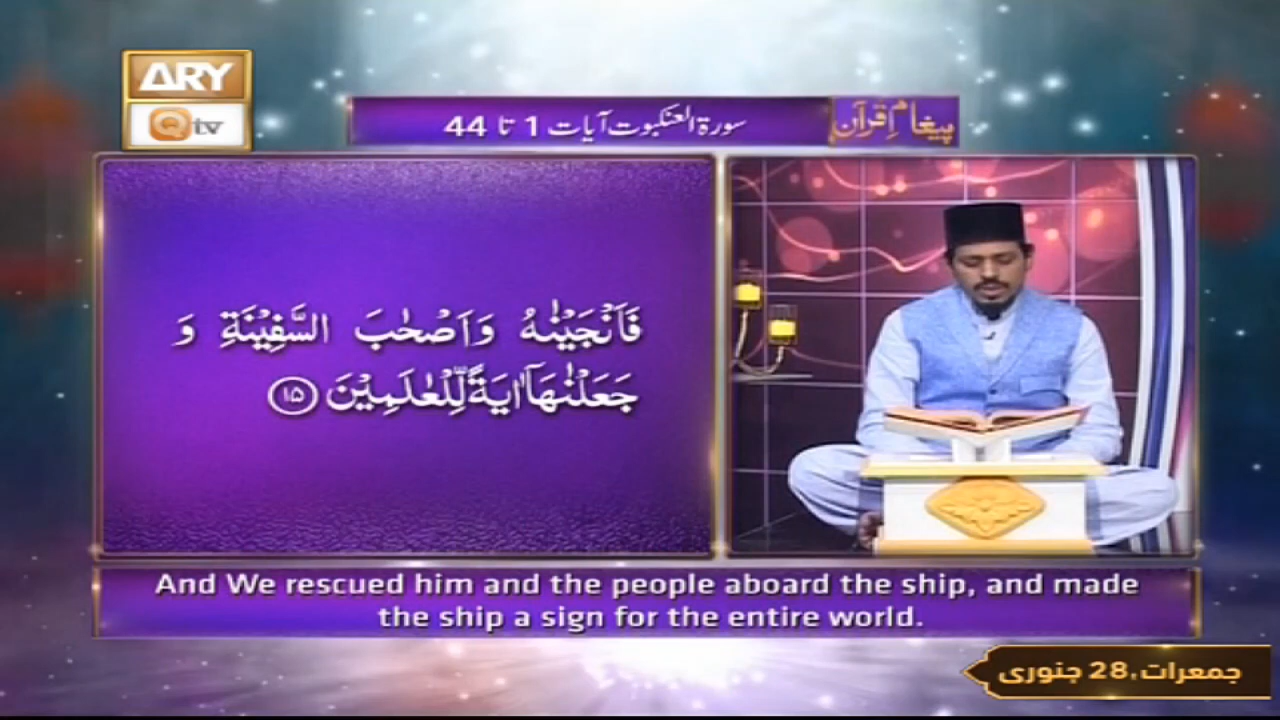 ARY
Qtv
سورۃ العنکبوت آیات 1 تا 44
پیغامِ قرآن
فَاَنْجَیْنٰهُ وَاَصْحٰبَ السَّفِیْنَةِ وَ
جَعَلْنٰهَاۤ اٰیَةً لِّلْعٰلَمِیْنَ ۱۵
And We rescued him and the people aboard the ship, and made
the ship a sign for the entire world.
جمعرات، 28 جنوری